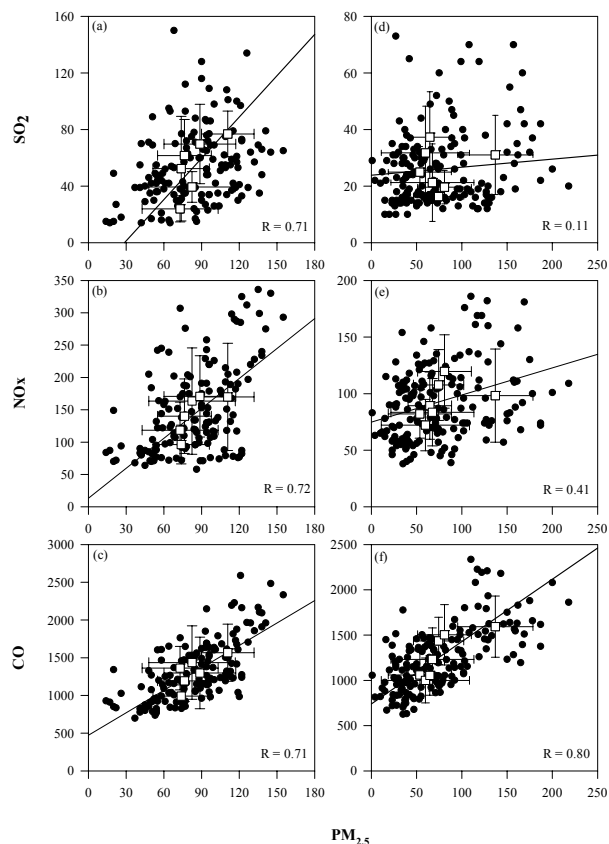 (a)
160
120
80
40
0
SO2
0 30 60 90 120 150 180
R = 0.71
(d)
80
60
40
20
0
0 50 100 150 200 250
R = 0.11
(b)
350
300
250
200
150
100
50
0
NOx
0 30 60 90 120 150 180
R = 0.72
(e)
200
150
100
50
0
0 50 100 150 200 250
R = 0.41
(c)
3000
2500
2000
1500
1000
500
0
CO
0 30 60 90 120 150 180
R = 0.71
(f)
2500
2000
1500
1000
500
0
0 50 100 150 200 250
R = 0.80
PM2.5